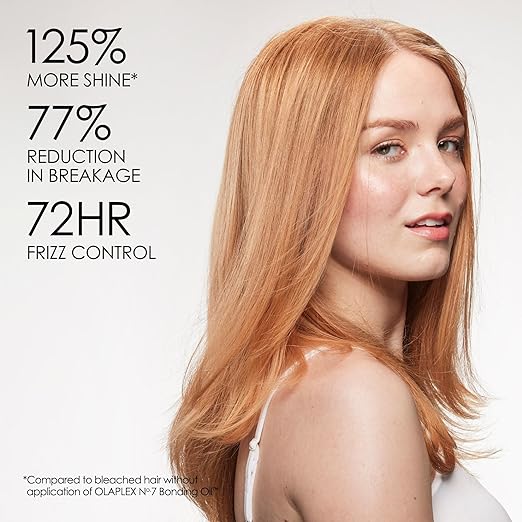 125%
MORE SHINE*
77%
REDUCTION
IN BREAKAGE
72HR
FRIZZ CONTROL
*Compared to bleached hair without
application of OLAPLEX Nº7 Bonding Oil™